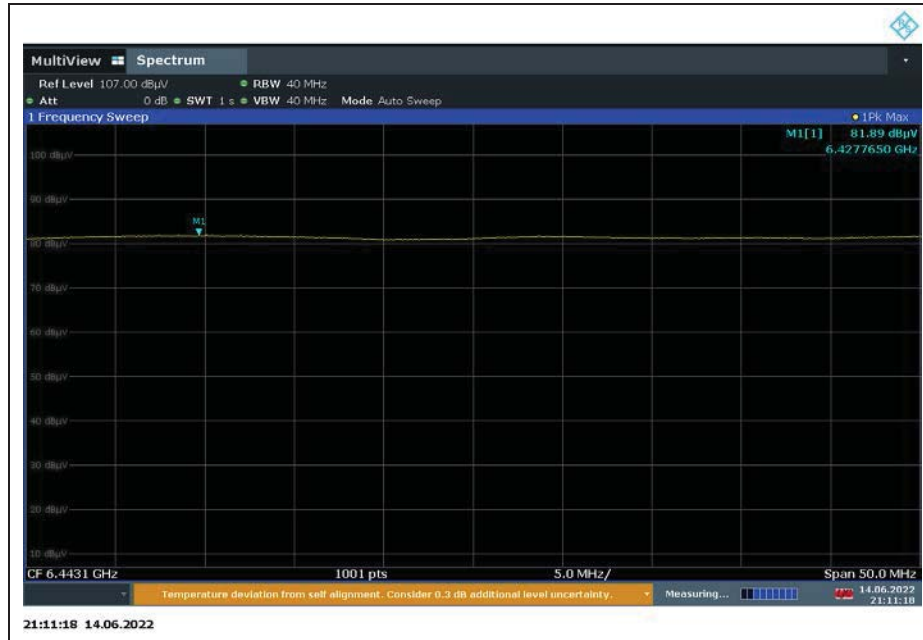 MultiView Spectrum
Ref Level 107.00 dBµV RBW 40 MHz
Att 0 dB SWT 1 s VBW 40 MHz Mode Auto Sweep
1 Frequency Sweep 1Pk Max
M1[1] 81.89 dBµV
6.4277650 GHz
100 dBµV
90 dBµV
M1
80 dBµV
70 dBµV
60 dBµV
50 dBµV
40 dBµV
30 dBµV
20 dBµV
10 dBµV
CF 6.4431 GHz 1001 pts 5.0 MHz/ Span 50.0 MHz
Temperature deviation from self alignment. Consider 0.3 dB additional level uncertainty. Measuring... 14.06.2022
21:11:18
21:11:18 14.06.2022